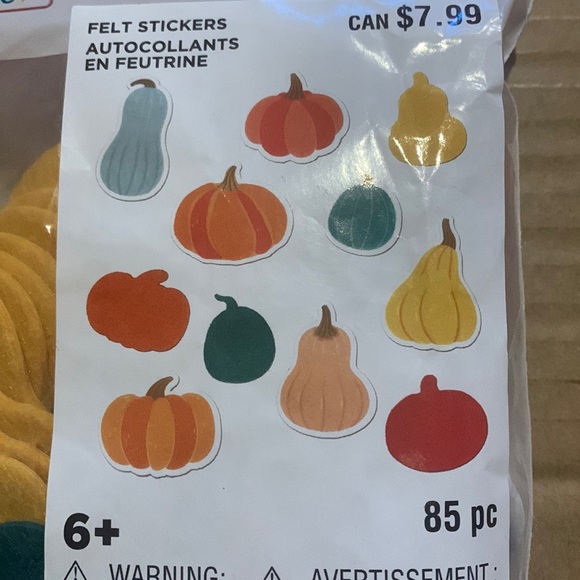 FELT STICKERS
AUTOCOLLANTS
EN FEUTRINE
CAN $7.99
6+
85 pc
WARNING:
AVERTISSEMENT: